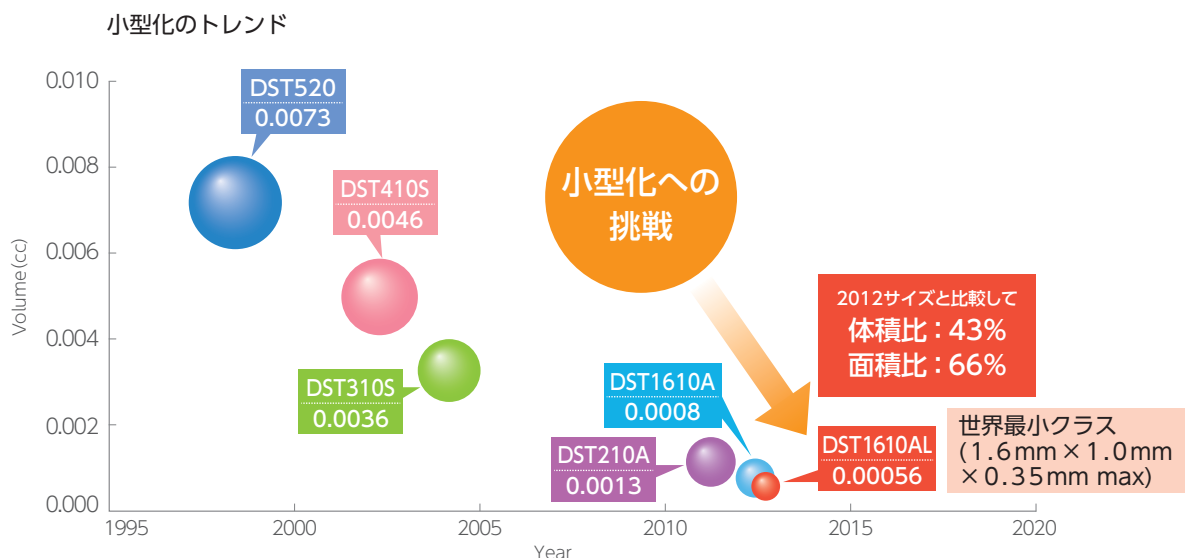 小型化のトレンド
Volume(cc)
0.010
0.008
0.006
0.004
0.002
0.000
DST520
0.0073
DST410S
0.0046
DST310S
0.0036
小型化への
挑戦
2012サイズと比較して
体積比：43%
面積比：66%
DST1610A
0.0008
DST210A
0.0013
DST1610AL
0.00056
世界最小クラス
(1.6mm×1.0mm
×0.35mm max)
1995
2000
2005
2010
2015
2020
Year